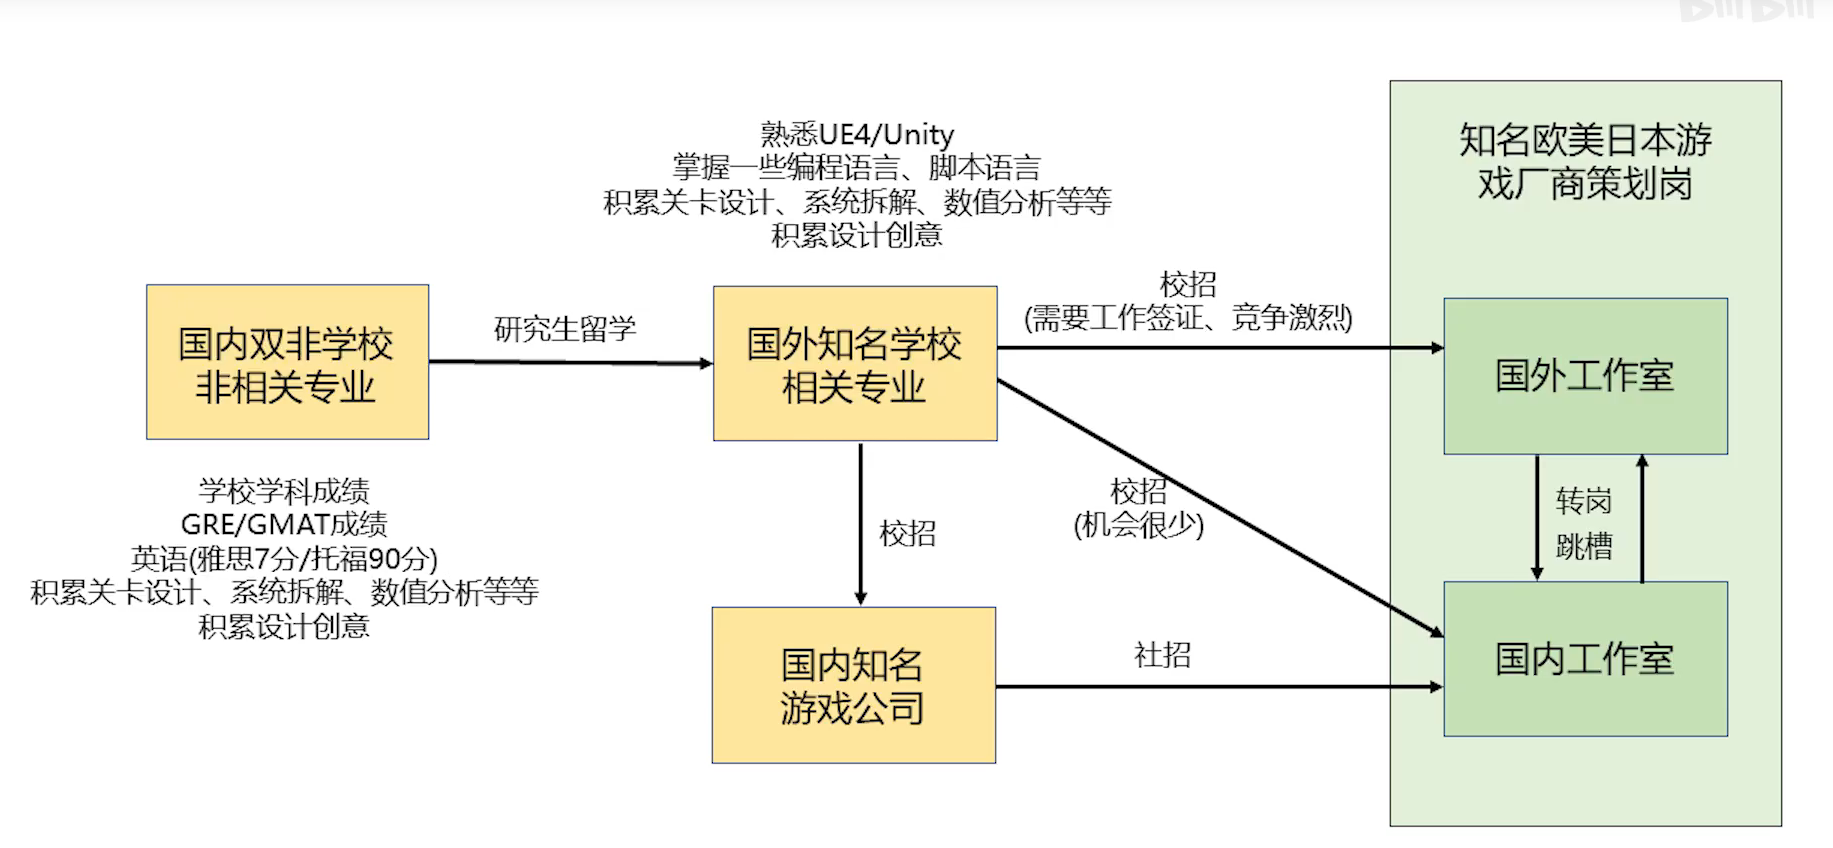 BiliBili
熟悉UE4/Unity
掌握一些编程语言、脚本语言
积累关卡设计、系统拆解、数值分析等等
积累设计创意
知名欧美日本游
戏厂商策划岗
国内双非学校
非相关专业
研究生留学
国外知名学校
相关专业
校招
(需要工作签证、竞争激烈)
国外工作室
学校学科成绩
GRE/GMAT成绩
英语(雅思7分/托福90分)
积累关卡设计、系统拆解、数值分析等等
积累设计创意
校招
校招
(机会很少)
转岗
跳槽
国内知名
游戏公司
社招
国内工作室